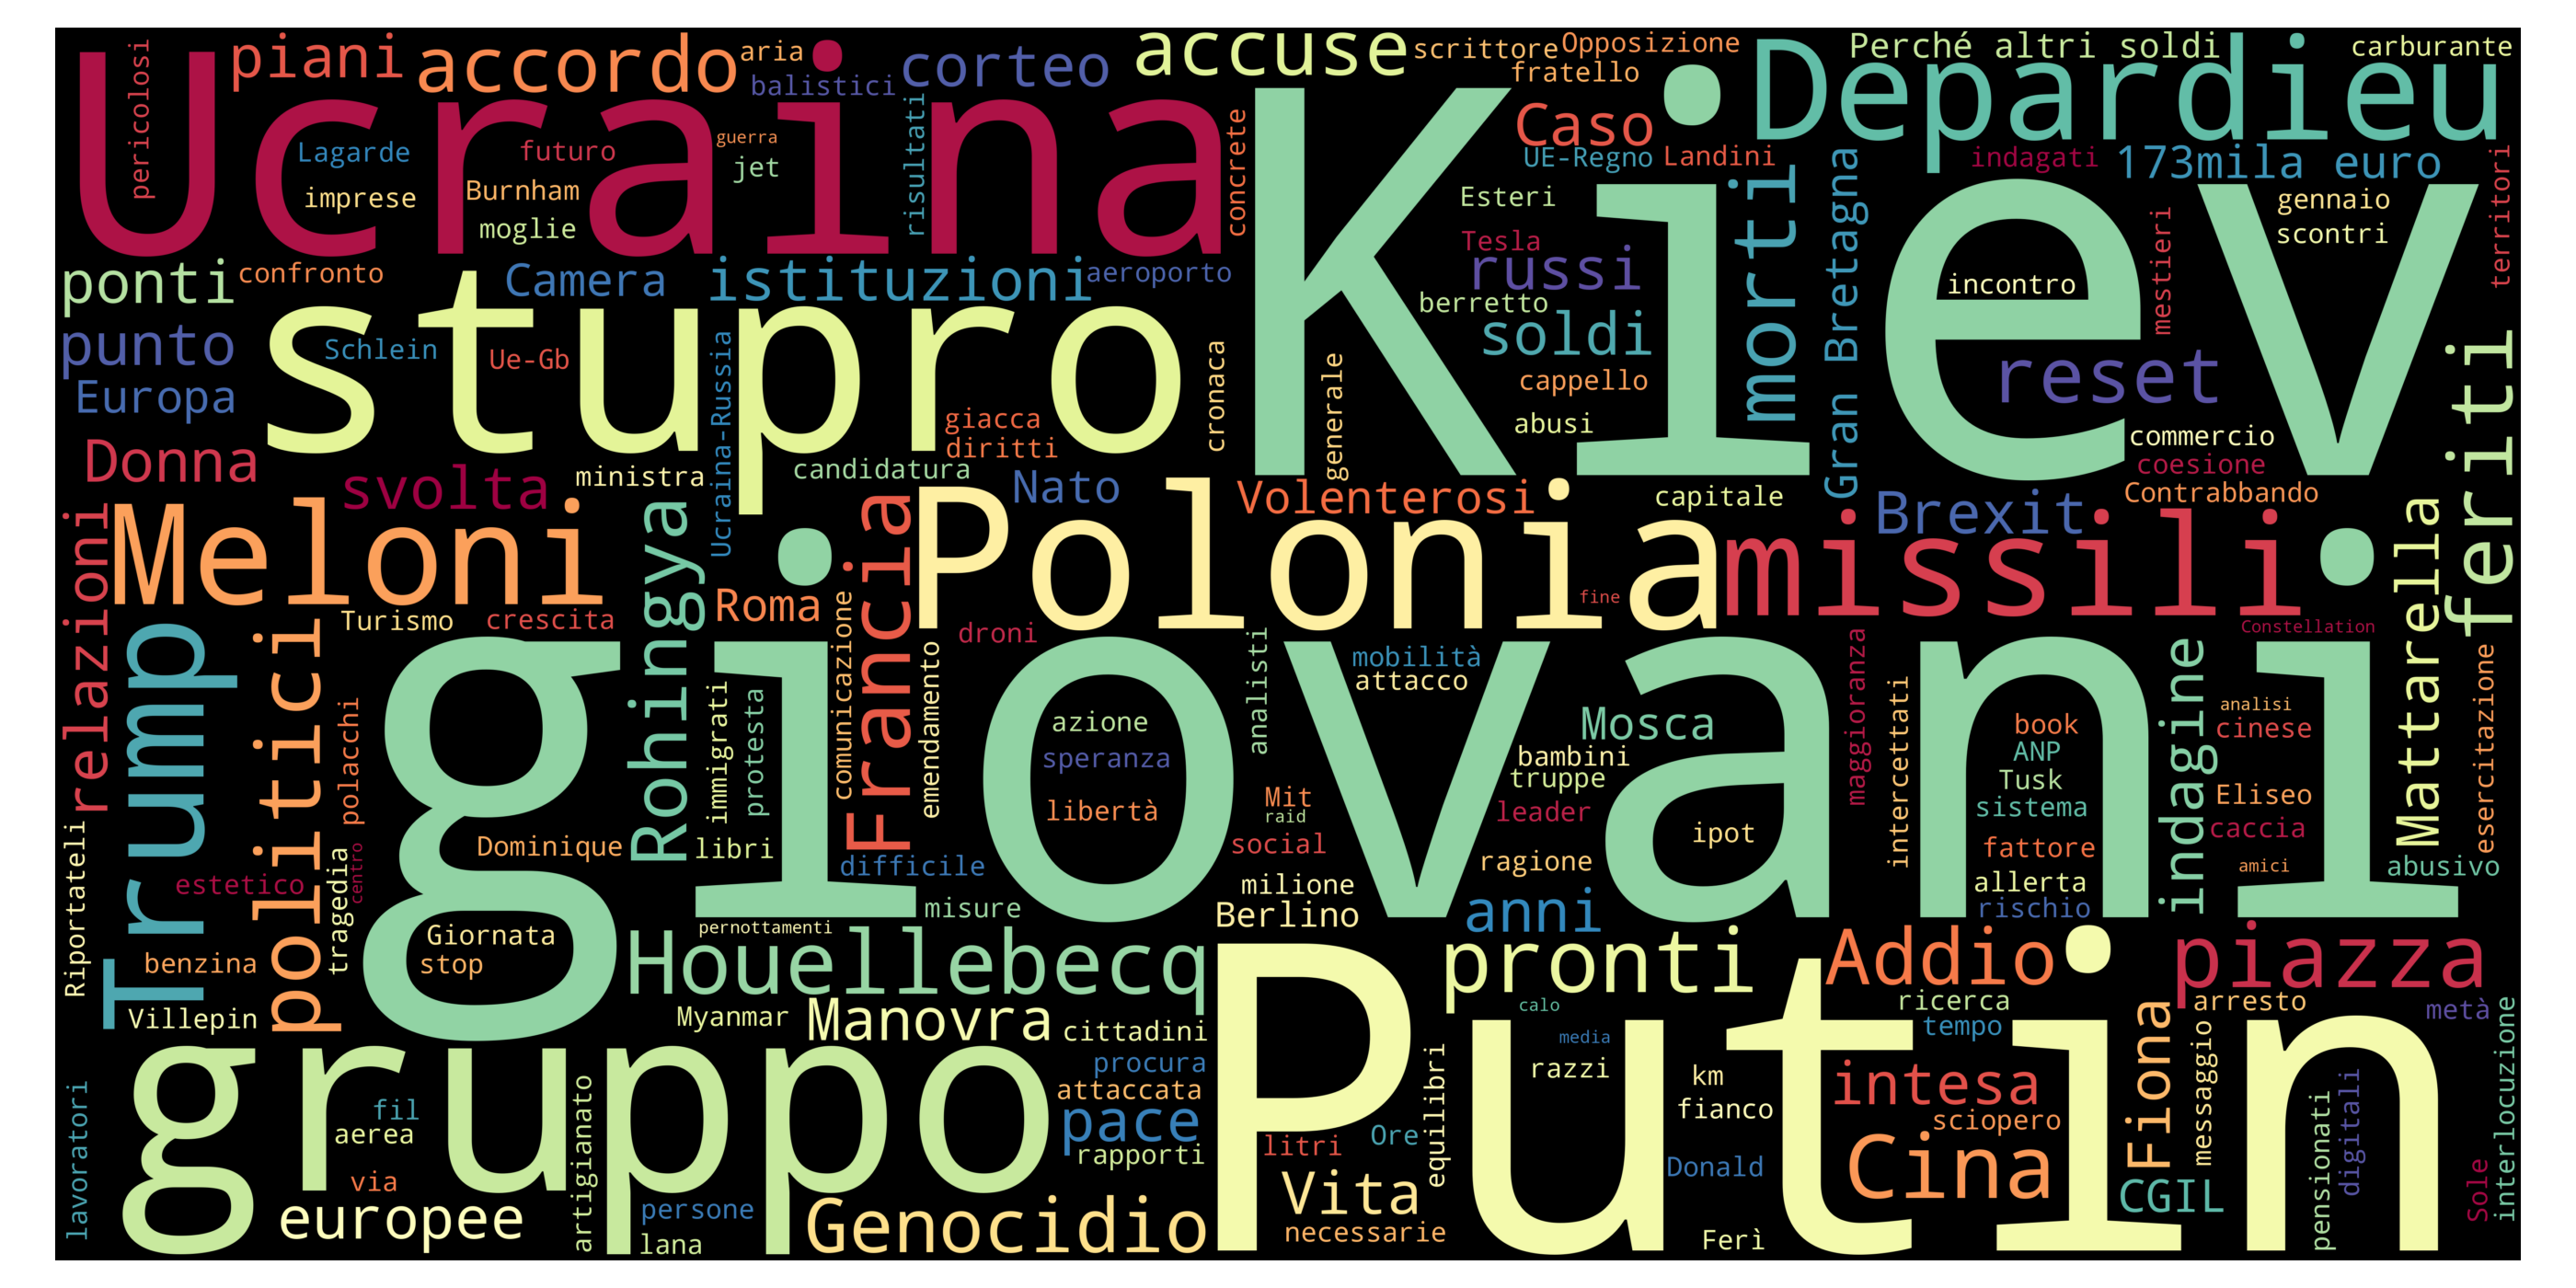 Ucraina
Kiev
giovani
Putin
stupro
gruppo
Polonia
Depardieu
missili
Meloni
Trump
politici
Francia
Rohingya
Houellebecq
Genocidio
accuse
accordo
piani
corteo
aria
balistici
scrittore
Opposizione
fratello
Perché altri soldi
carburante
pericolosi
Lagarde
futuro
guerra
jet
imprese
Burnham
moglie
risultati
concrete
Caso
UE-Regno
Landini
indagati
173mila euro
Esteri
Tesla
russi
morti
Gran Bretagna
gennaio
scontri
mestieri
territori
incontro
ponti
confronto
Camera
istituzioni
aeroporto
berretto
soldi
cappello
abusi
reset
feriti
punto
Schlein
Ue-Gb
Europa
Ucraina-Russia
giacca
diritti
cronaca
generale
commercio
coesione
Contrabbando
Donna
svolta
ministra
candidatura
Nato
Volenterosi
capitale
Brexit
Mattarella
relazioni
Turismo
crescita
Roma
comunicazione
emendamento
droni
fine
Constellation
polacchi
immigrati
protesta
azione
speranza
libertà
analisti
mobilità
attacco
Mosca
bambini
truppe
leader
Mit
raid
social
ragione
ipot
maggioranza
intercettati
book
ANP
Tusk
sistema
fattore
allerta
rischio
indagine
analisi
cinese
Eliseo
caccia
amici
esercitazione
abusivo
Riportateli
estetico
tragedia
centro
Dominique
libri
difficile
misure
milione
Berlino
anni
benzina
Giornata
stop
pernottamenti
pronti
Addio
piazza
Villepin
Myanmar
Manovra
cittadini
calo
media
ricerca
tempo
arresto
metà
procura
attaccata
razzi
km
fianco
intesa
sciopero
Fiona
messaggio
interlocuzione
lavoratori
fil
aerea
via
artigianato
pace
rapporti
litri
Ore
equilibri
Donald
Cina
CGIL
pensionati
digitali
Sole
europee
persone
lana
Vita
necessarie
Ferì